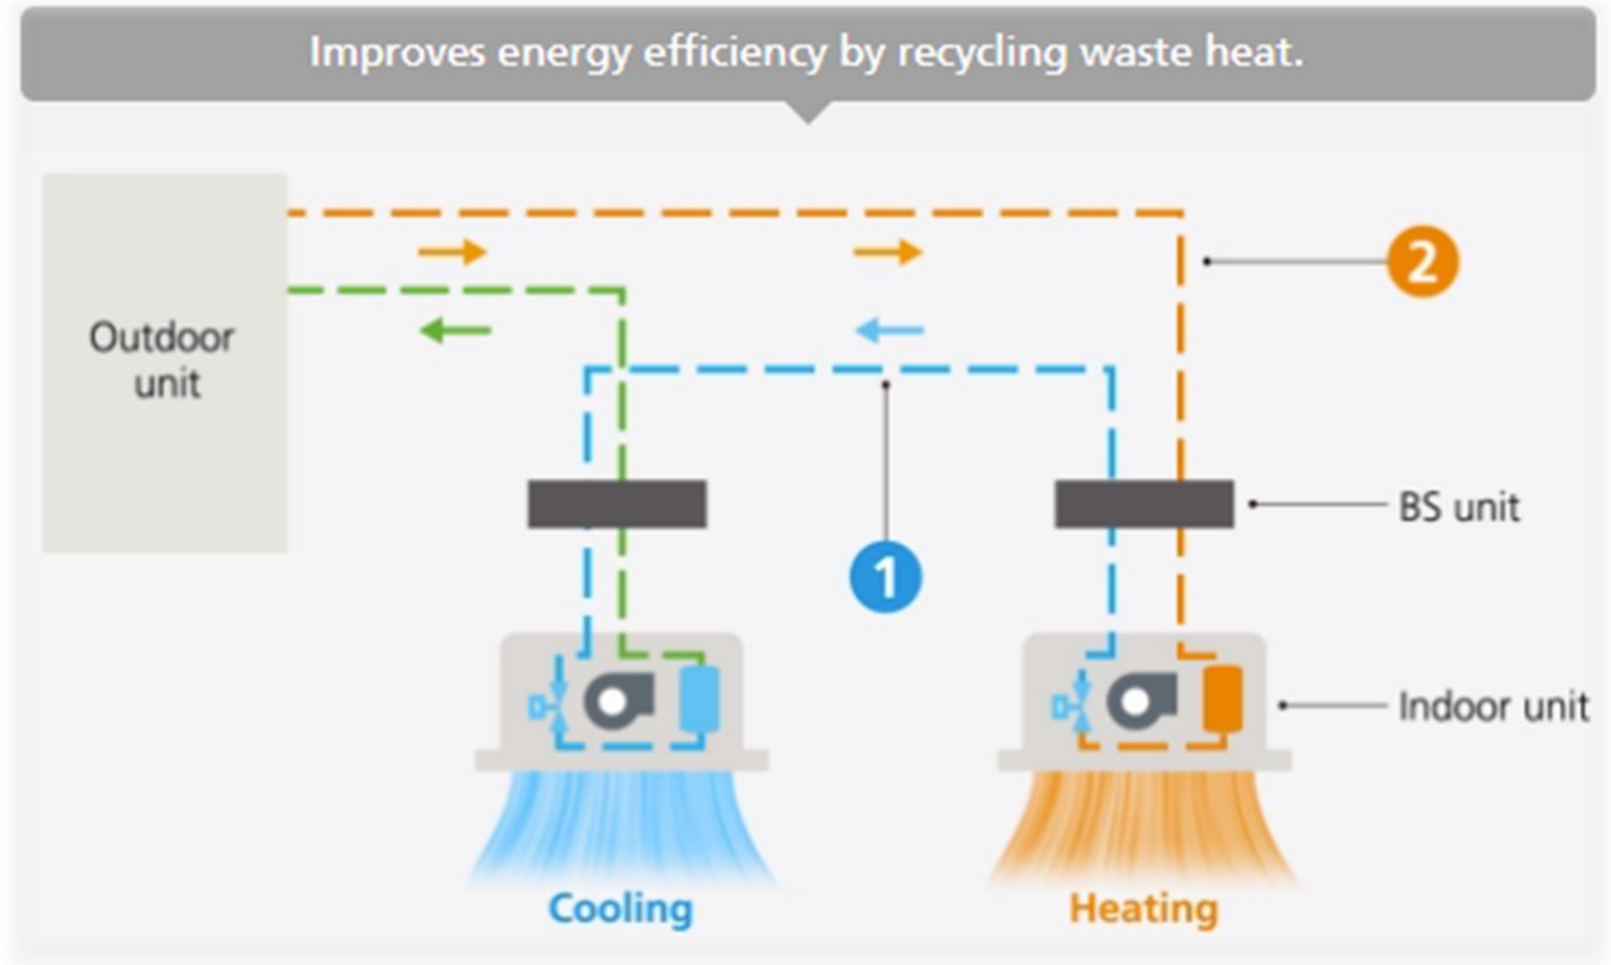 Improves energy efficiency by recycling waste heat.
2
Outdoor
unit
BS unit
1
Indoor unit
Cooling
Heating